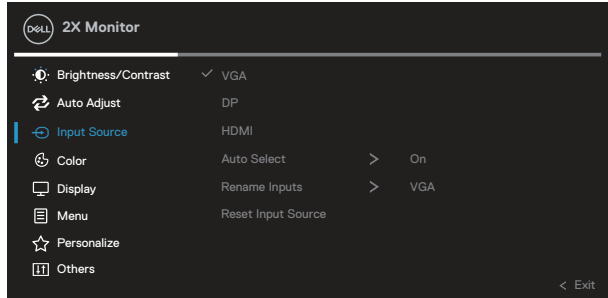 DELL 2X Monitor
Brightness/Contrast ✓ VGA
Auto Adjust DP
Input Source HDMI
Color Auto Select > On
Display Rename Inputs > VGA
Menu Reset Input Source
Personalize
Others
< Exit